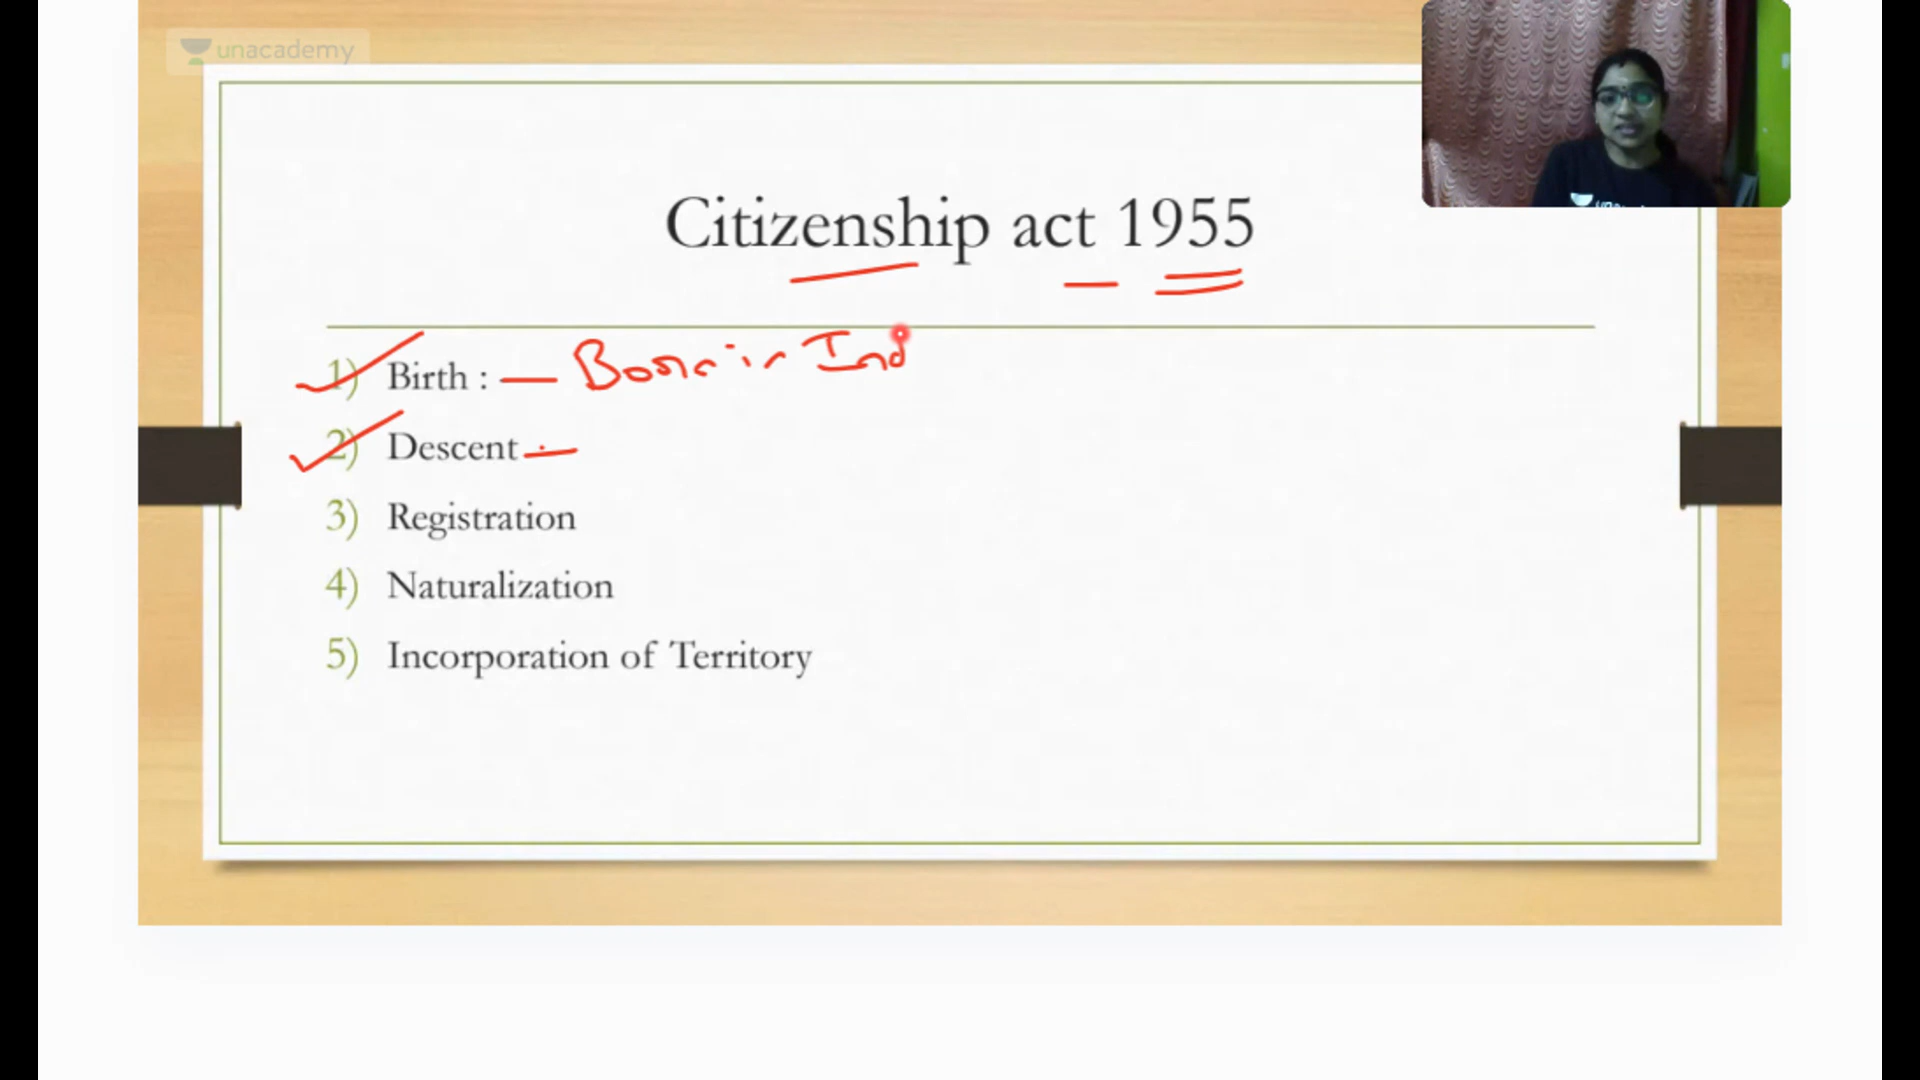 unacademy
Citizenship act 1955
1) Birth : — Born in Ind
2) Descent —
3) Registration
4) Naturalization
5) Incorporation of Territory